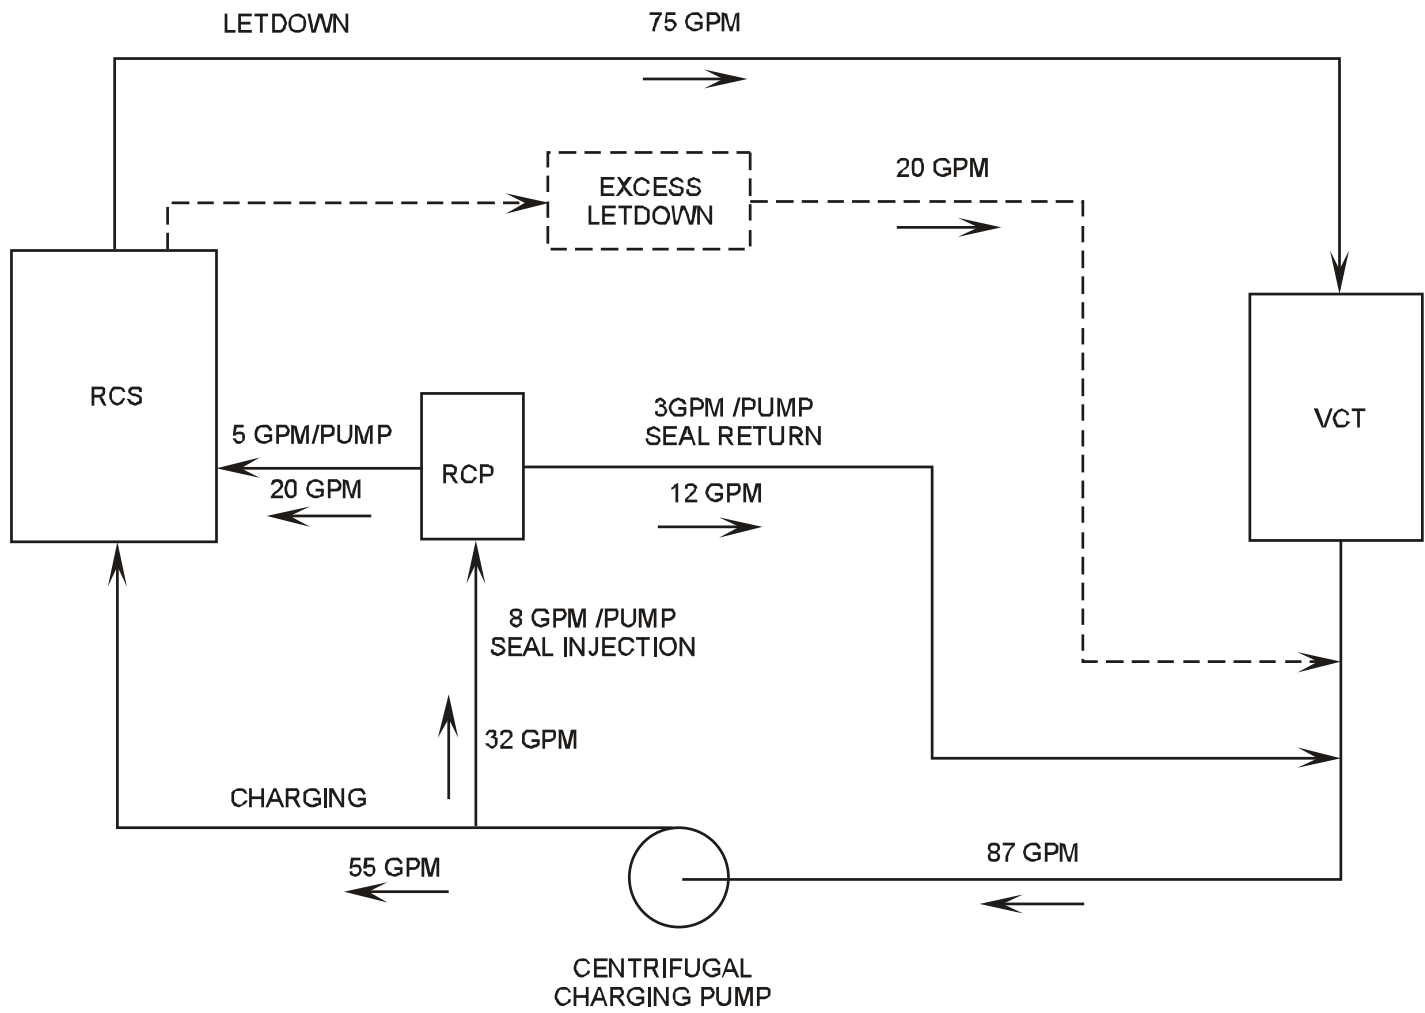 LETDOWN
75 GPM
20 GPM
EXCESS
LETDOWN
RCS
VCT
3GPM /PUMP
SEAL RETURN
5 GPM/PUMP
RCP
20 GPM
12 GPM
8 GPM /PUMP
SEAL INJECTION
32 GPM
CHARGING
55 GPM
87 GPM
CENTRIFUGAL
CHARGING PUMP